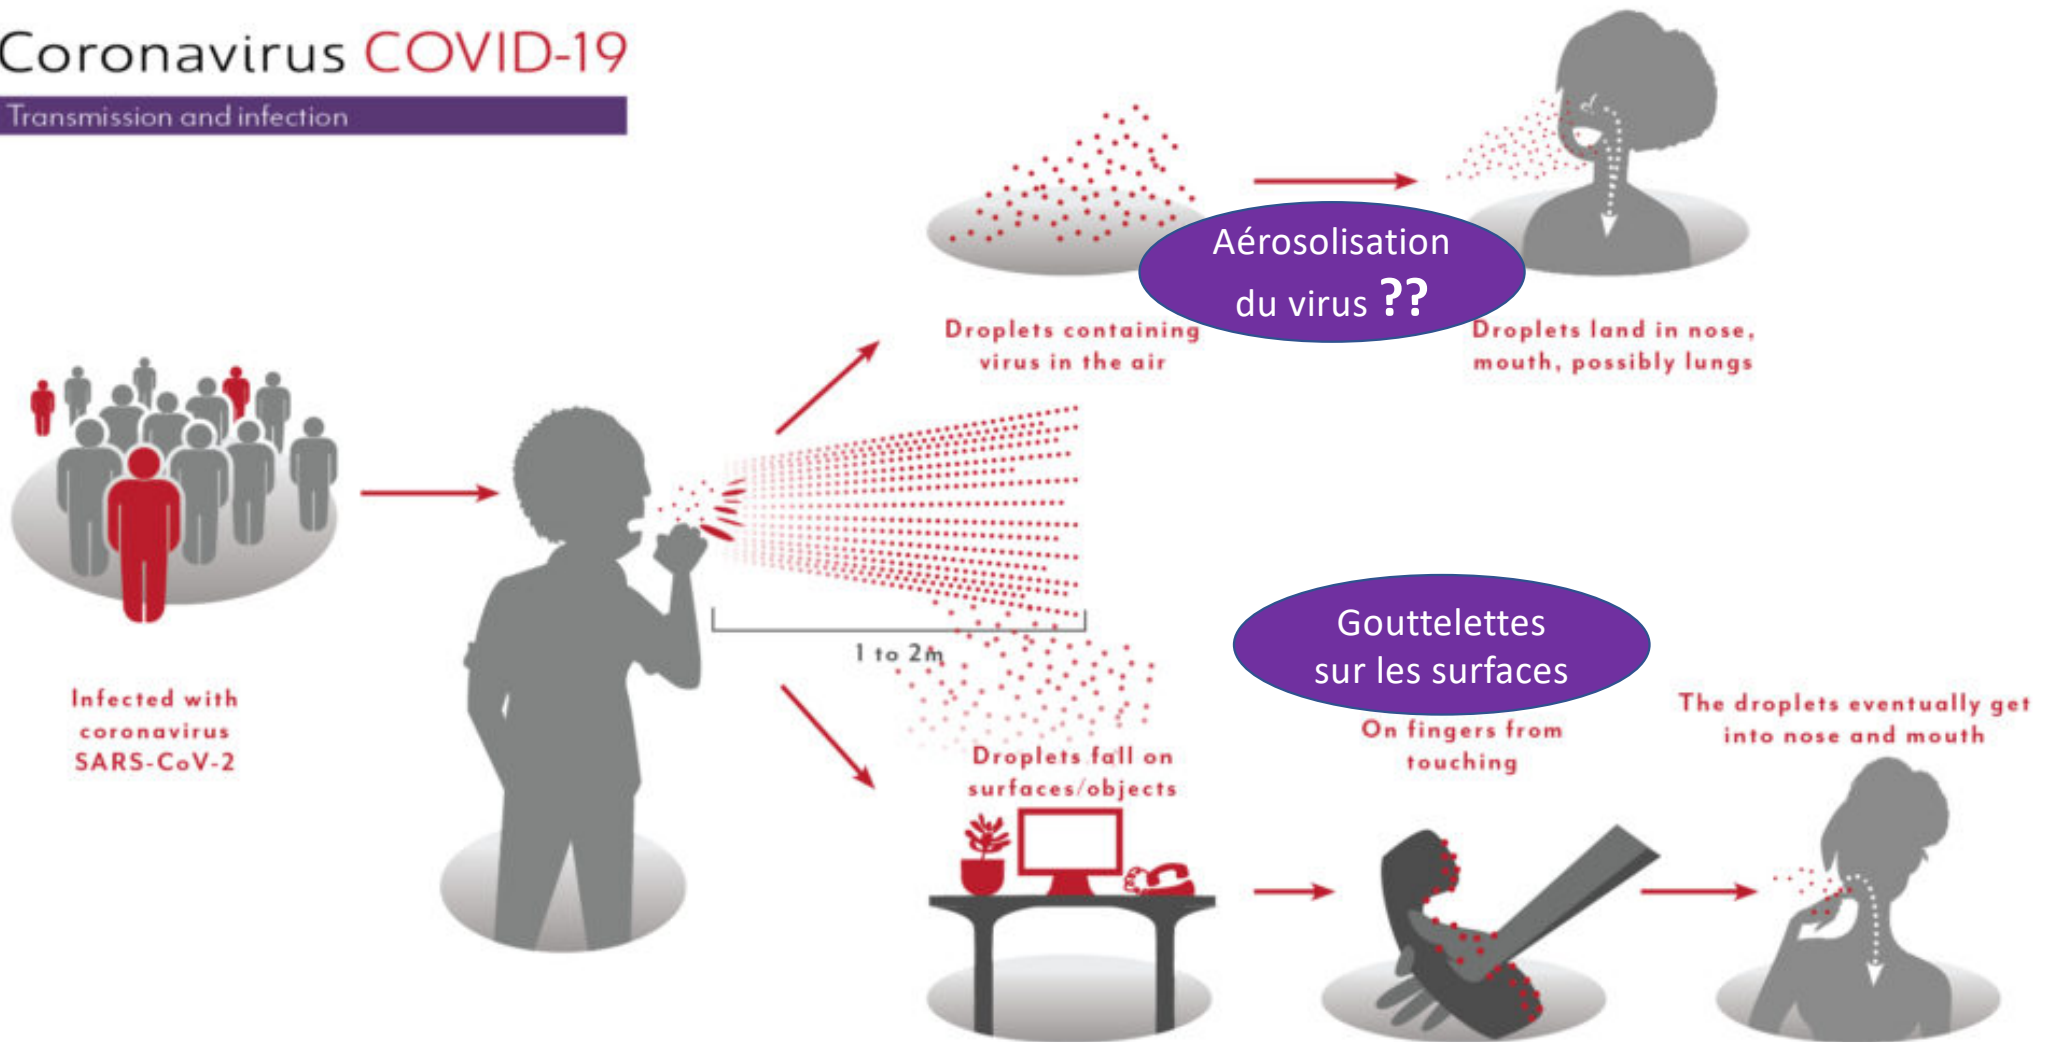 Coronavirus COVID-19
Transmission and infection
Aérosolisation
du virus ??
Droplets containing
virus in the air
Droplets land in nose,
mouth, possibly lungs
1 to 2m
Infected with
coronavirus
SARS-CoV-2
Gouttelettes
sur les surfaces
Droplets fall on
surfaces/objects
On fingers from
touching
The droplets eventually get
into nose and mouth